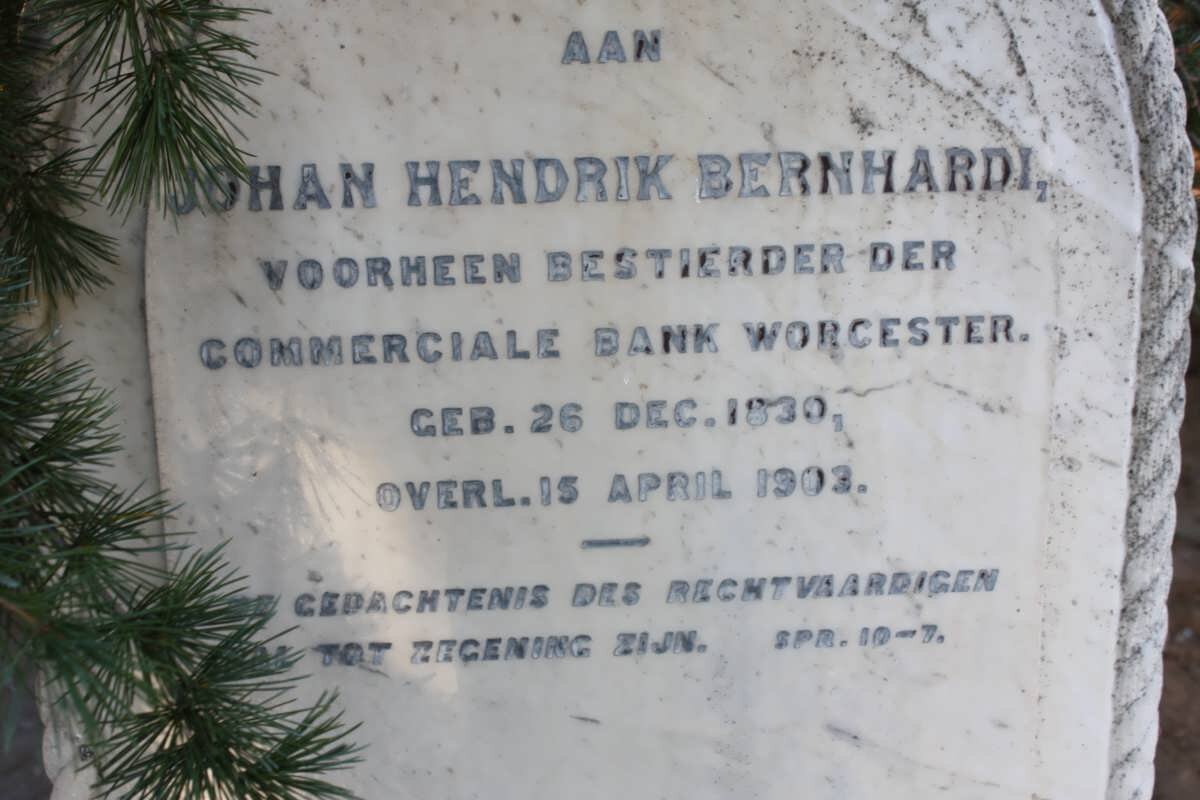 AAN
JOHAN HENDRIK BERNHARDI,
VOORHEEN BESTIERDER DER
COMMERCIALE BANK WORCESTER.
GEB. 26 DEC. 1830,
OVERL. 15 APRIL 1903.
GEDACHTENIS DES RECHTVAARDIGEN
TOT ZEGENING ZIJN. SPR. 10-7.